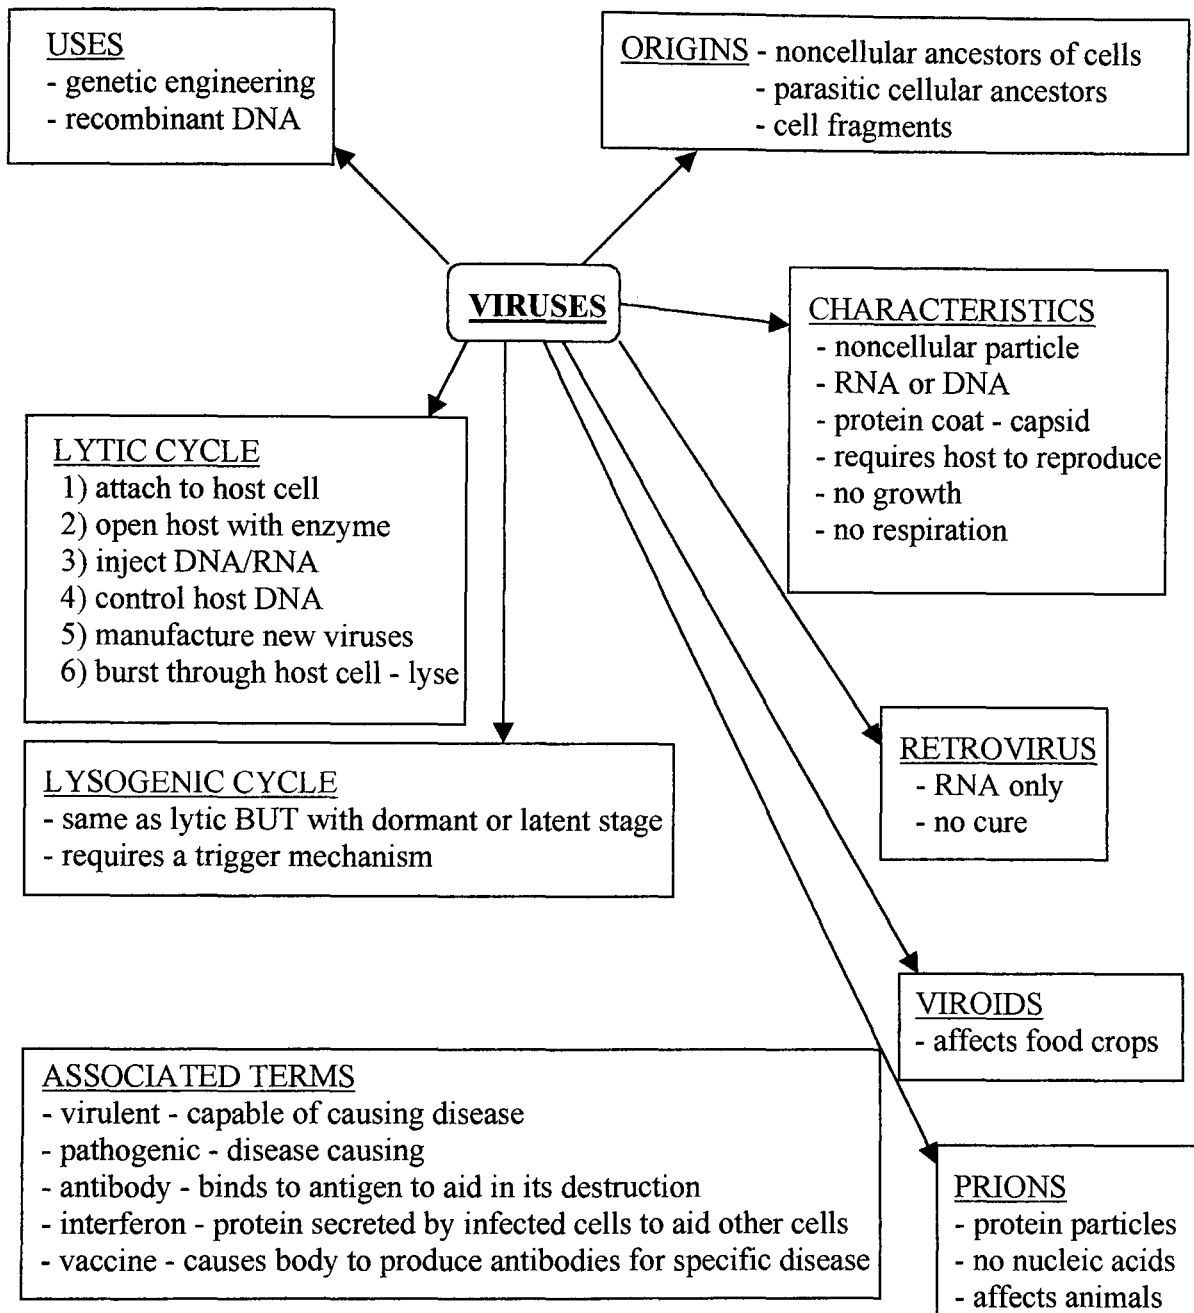 USES
- genetic engineering
- recombinant DNA
ORIGINS - noncellular ancestors of cells
- parasitic cellular ancestors
- cell fragments
VIRUSES
CHARACTERISTICS
- noncellular particle
- RNA or DNA
- protein coat - capsid
- requires host to reproduce
- no growth
- no respiration
LYTIC CYCLE
1) attach to host cell
2) open host with enzyme
3) inject DNA/RNA
4) control host DNA
5) manufacture new viruses
6) burst through host cell - lyse
LYSOGENIC CYCLE
- same as lytic BUT with dormant or latent stage
- requires a trigger mechanism
RETROVIRUS
- RNA only
- no cure
VIROIDS
- affects food crops
ASSOCIATED TERMS
- virulent - capable of causing disease
- pathogenic - disease causing
- antibody - binds to antigen to aid in its destruction
- interferon - protein secreted by infected cells to aid other cells
- vaccine - causes body to produce antibodies for specific disease
PRIONS
- protein particles
- no nucleic acids
- affects animals